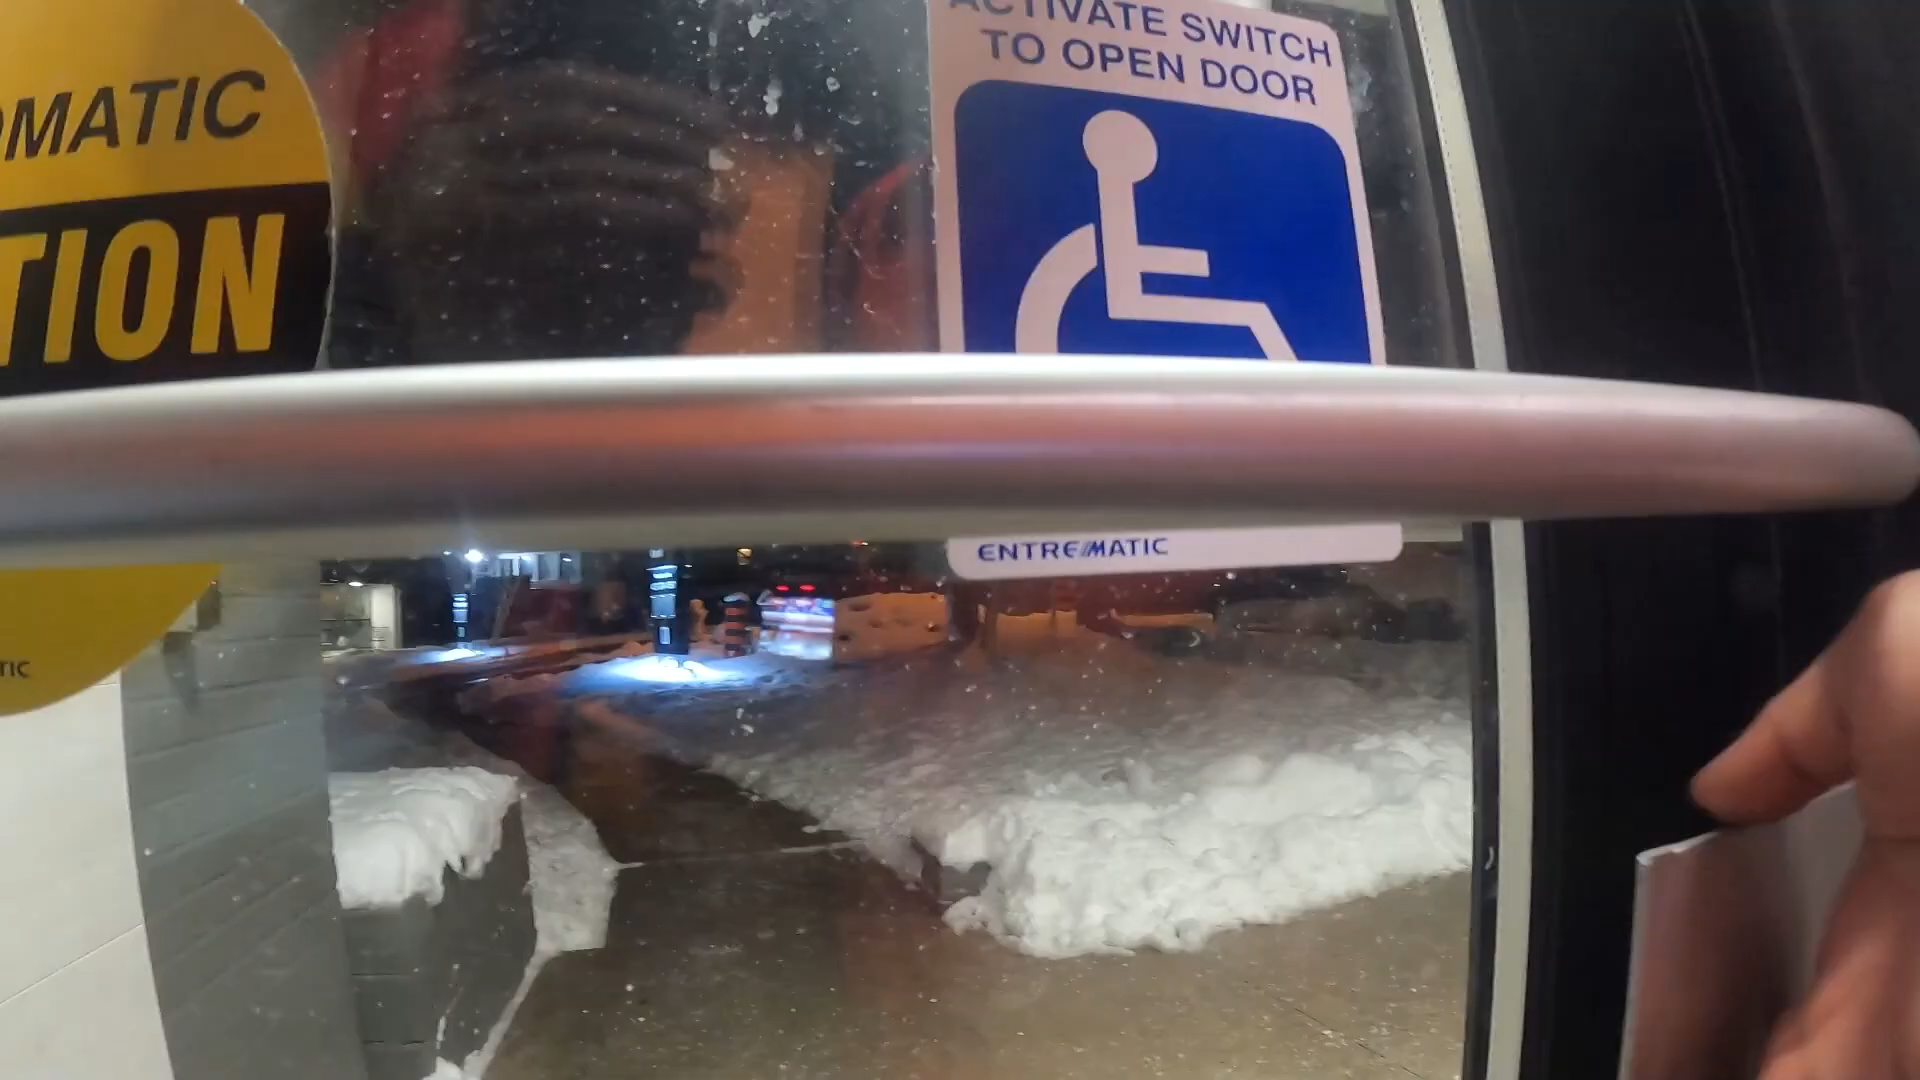 OMATIC
TION
TIC
ACTIVATE SWITCH
TO OPEN DOOR
ENTREMATIC